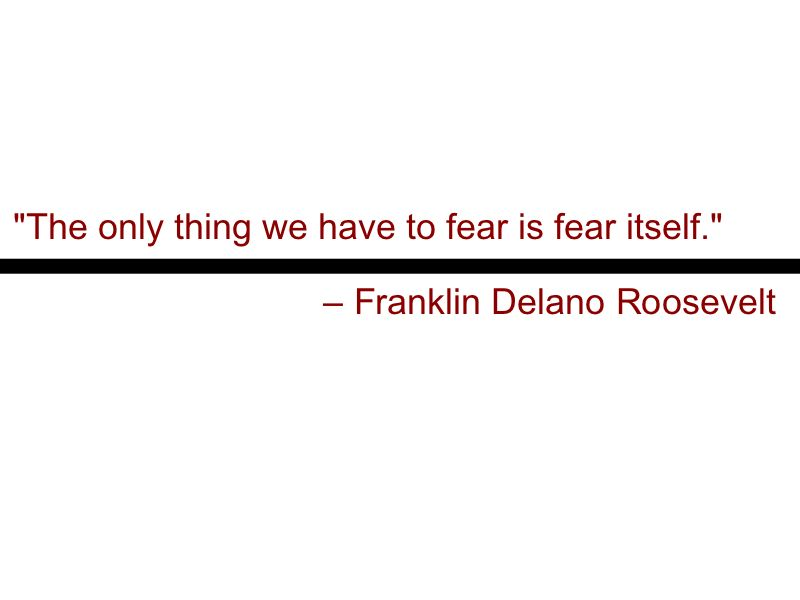 "The only thing we have to fear is fear itself."
– Franklin Delano Roosevelt